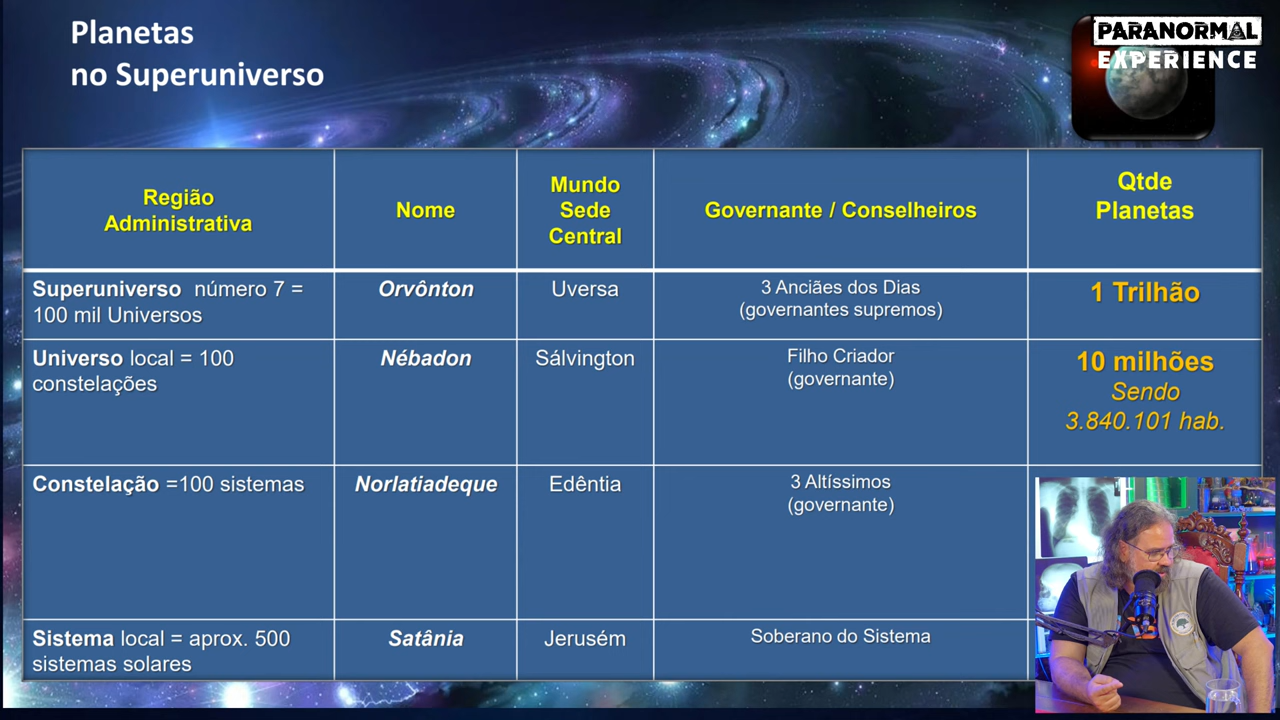 Planetas
no Superuniverso
PARANORMAL
EXPERIENCE
Região
Administrativa
Nome
Mundo
Sede
Central
Governante / Conselheiros
Qtde
Planetas
Superuniverso número 7 =
100 mil Universos
Orvônton
Uversa
3 Anciães dos Dias
(governantes supremos)
1 Trilhão
Universo local = 100
constelações
Nébadon
Sálvington
Filho Criador
(governante)
10 milhões
Sendo
3.840.101 hab.
Constelação =100 sistemas
Norlatiadeque
Edêntia
3 Altíssimos
(governante)
Sistema local = aprox. 500
sistemas solares
Satânia
Jerusém
Soberano do Sistema